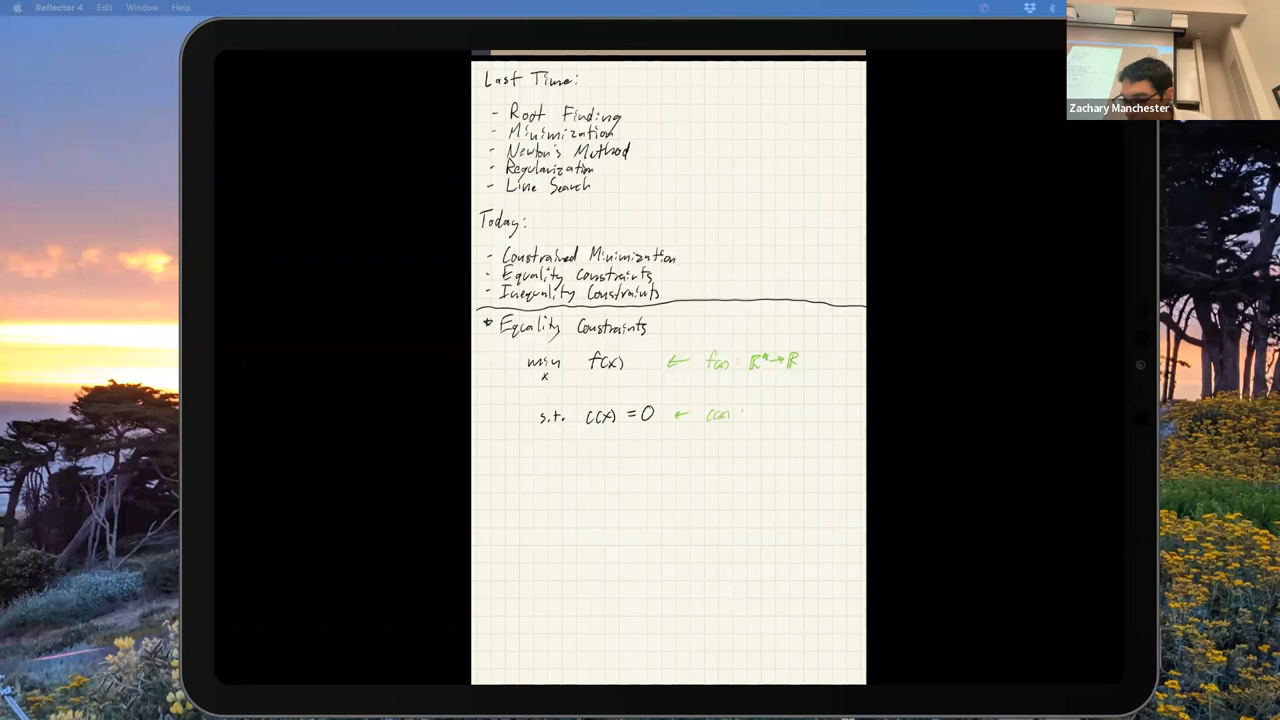 Reflector 4 Edit Window Help
Zachary Manchester
Last Time:
- Root Finding
- Minimization
- Newton's Method
- Regularization
- Line Search
Today:
- Constrained Minimization
- Equality Constraints
- Inequality Constraints
* Equality Constraints
min f(x) ← f(x) : ℝⁿ → ℝ
x
s.t. c(x) = 0 ← c(x) :